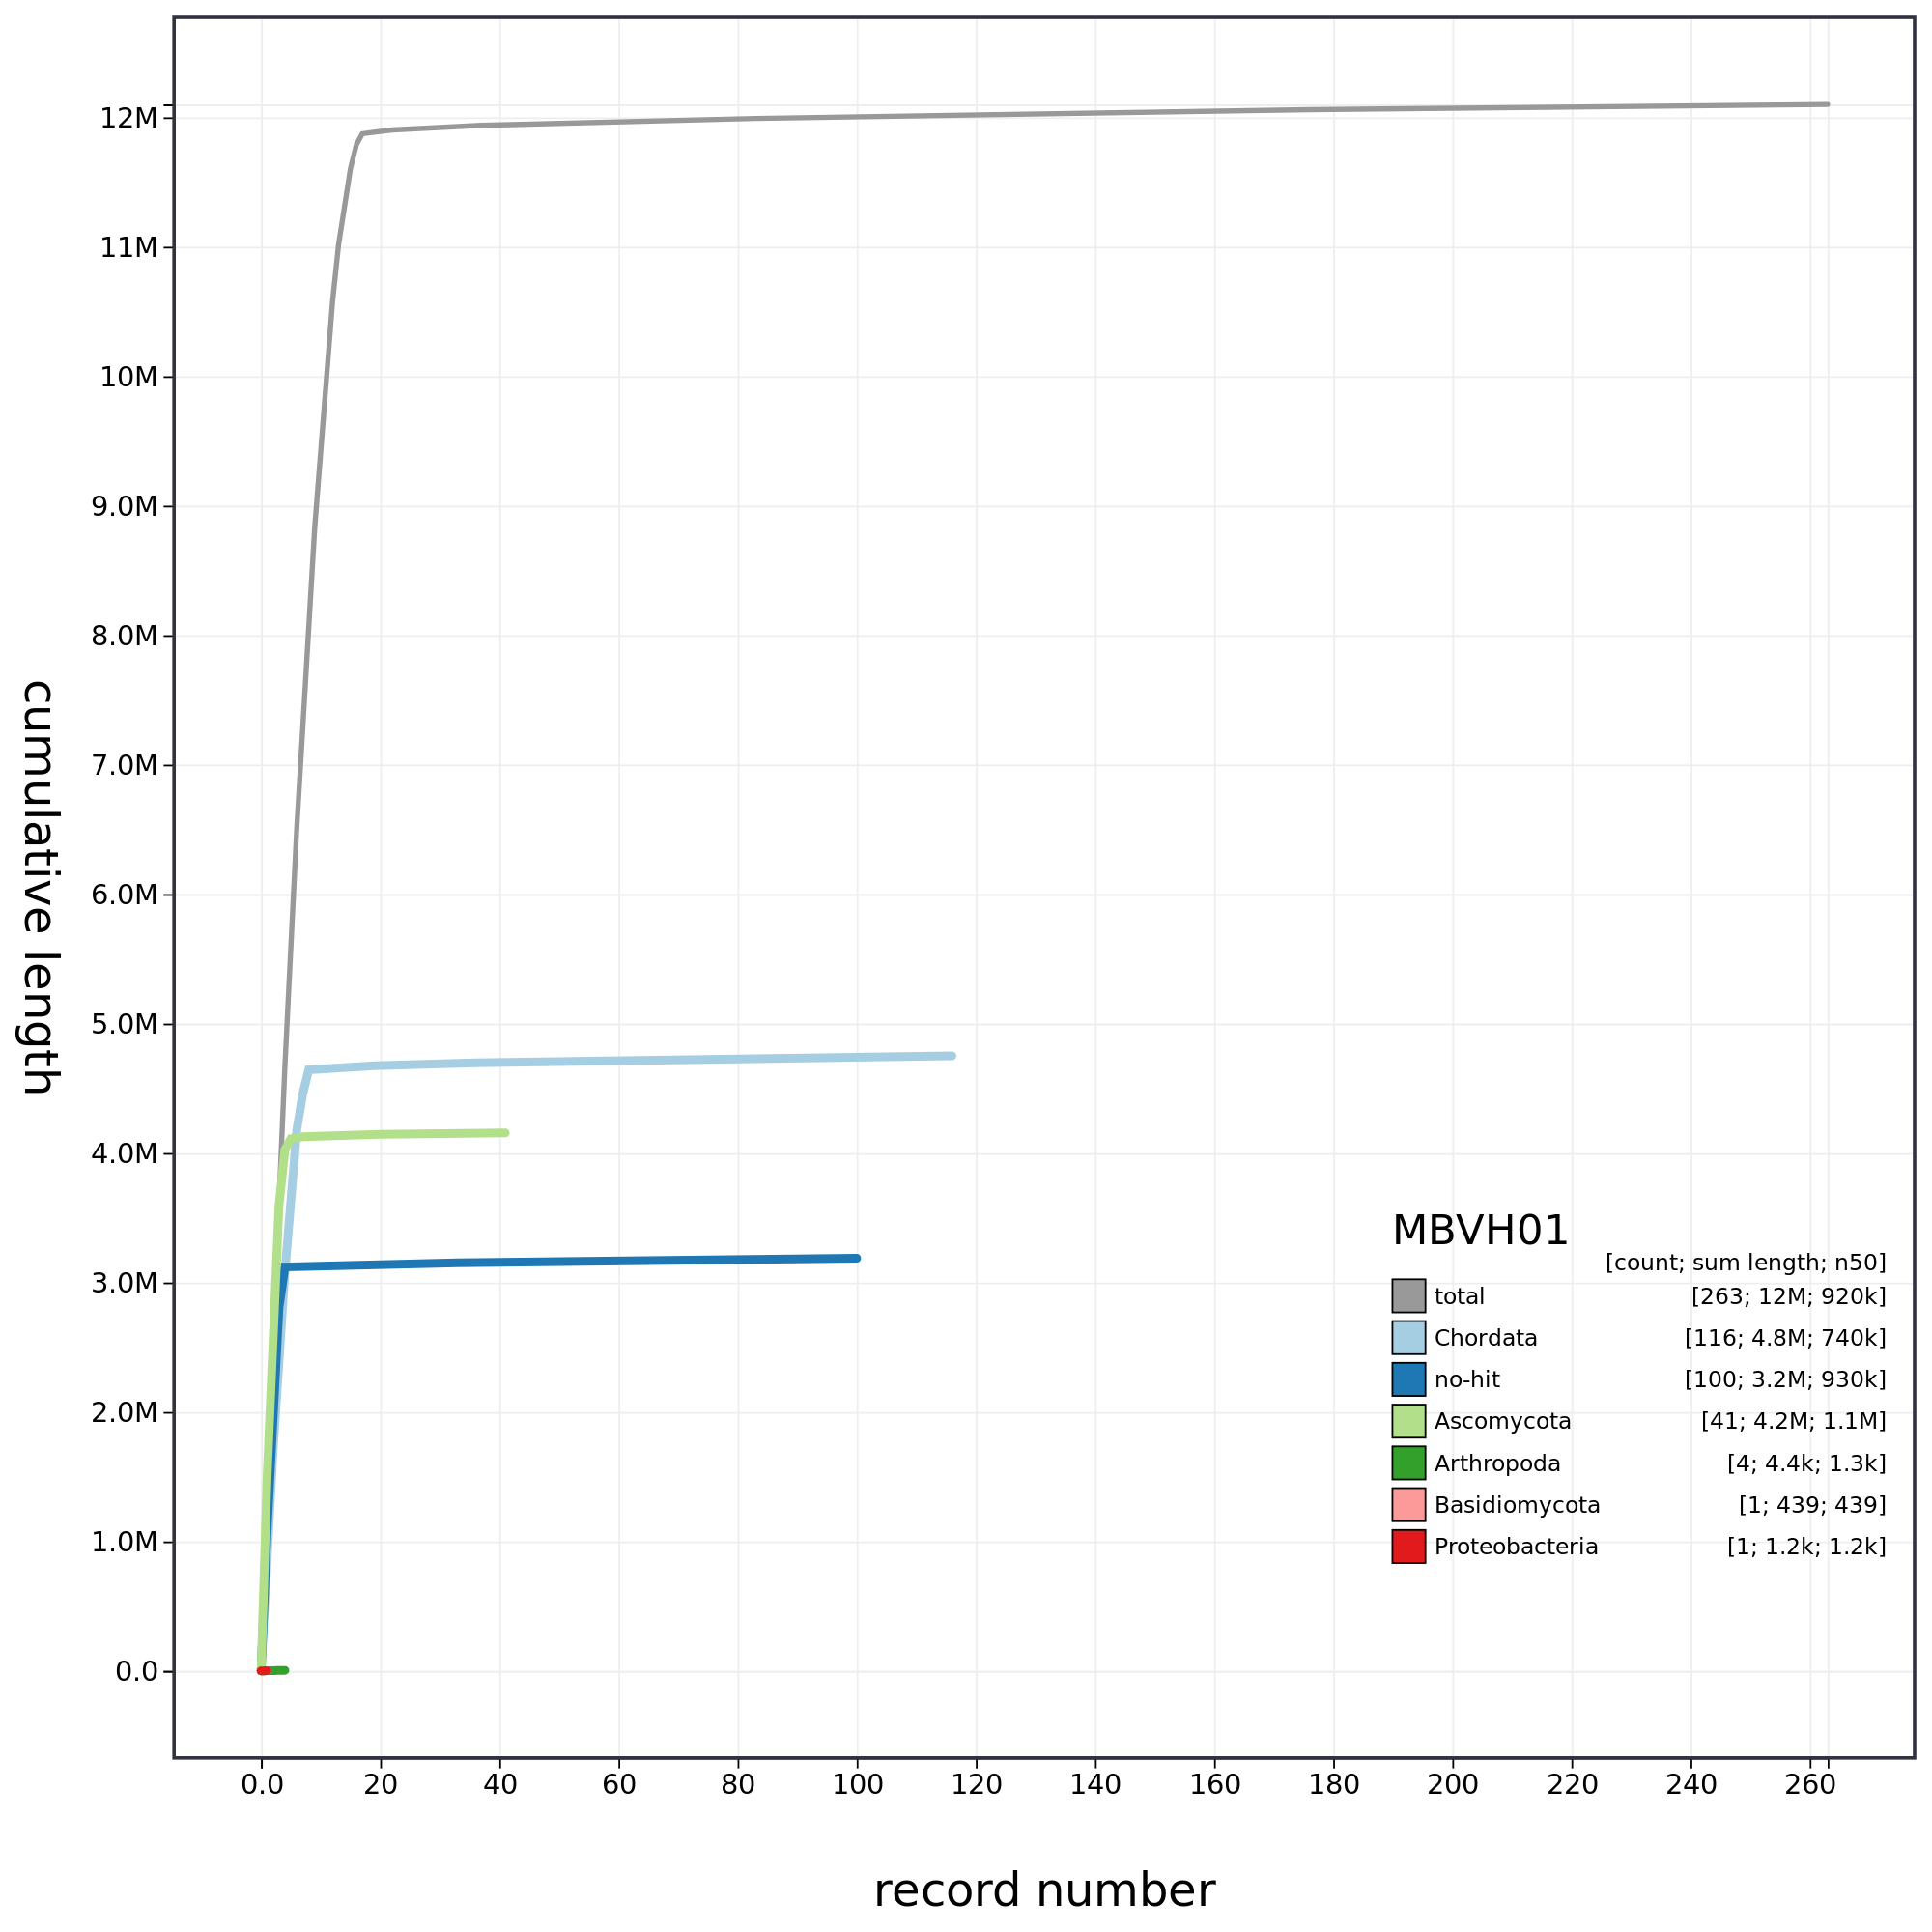 12M
11M
10M
9.0M
8.0M
7.0M
6.0M
5.0M
4.0M
3.0M
2.0M
1.0M
0.0
cumulative length
MBVH01
[count; sum length; n50]
total [263; 12M; 920k]
Chordata [116; 4.8M; 740k]
no-hit [100; 3.2M; 930k]
Ascomycota [41; 4.2M; 1.1M]
Arthropoda [4; 4.4k; 1.3k]
Basidiomycota [1; 439; 439]
Proteobacteria [1; 1.2k; 1.2k]
0.0 20 40 60 80 100 120 140 160 180 200 220 240 260
record number